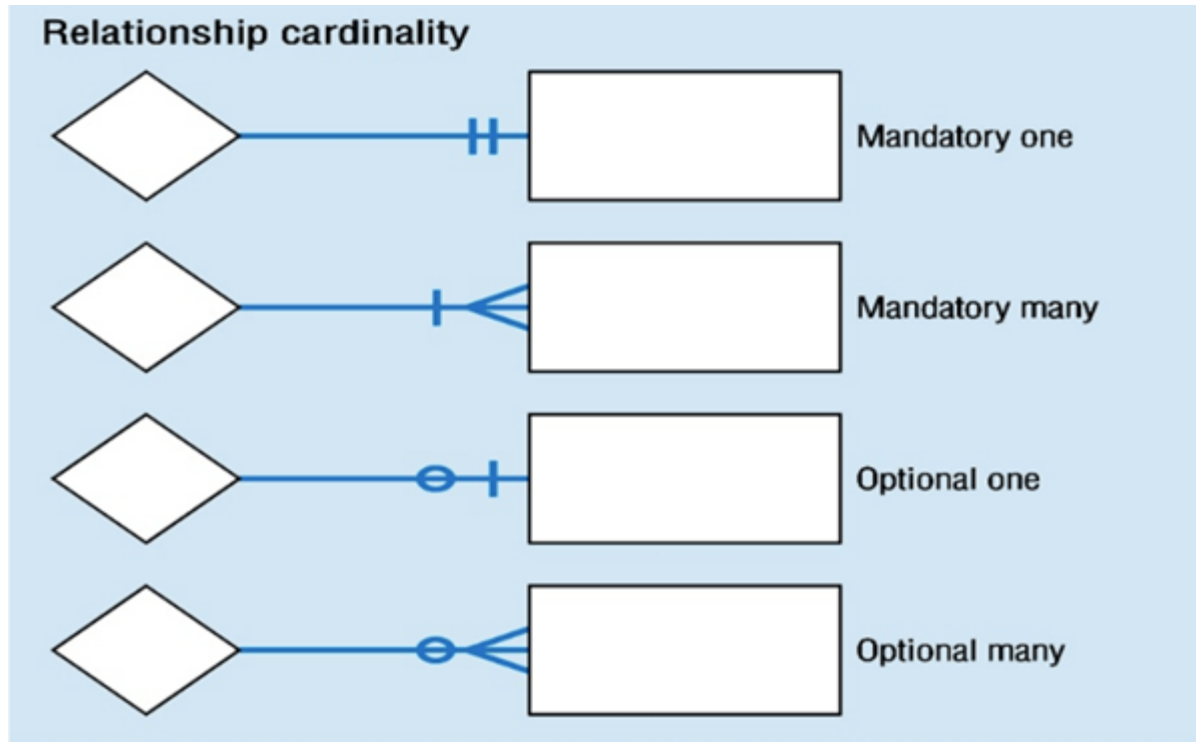 Relationship cardinality
Mandatory one
Mandatory many
Optional one
Optional many